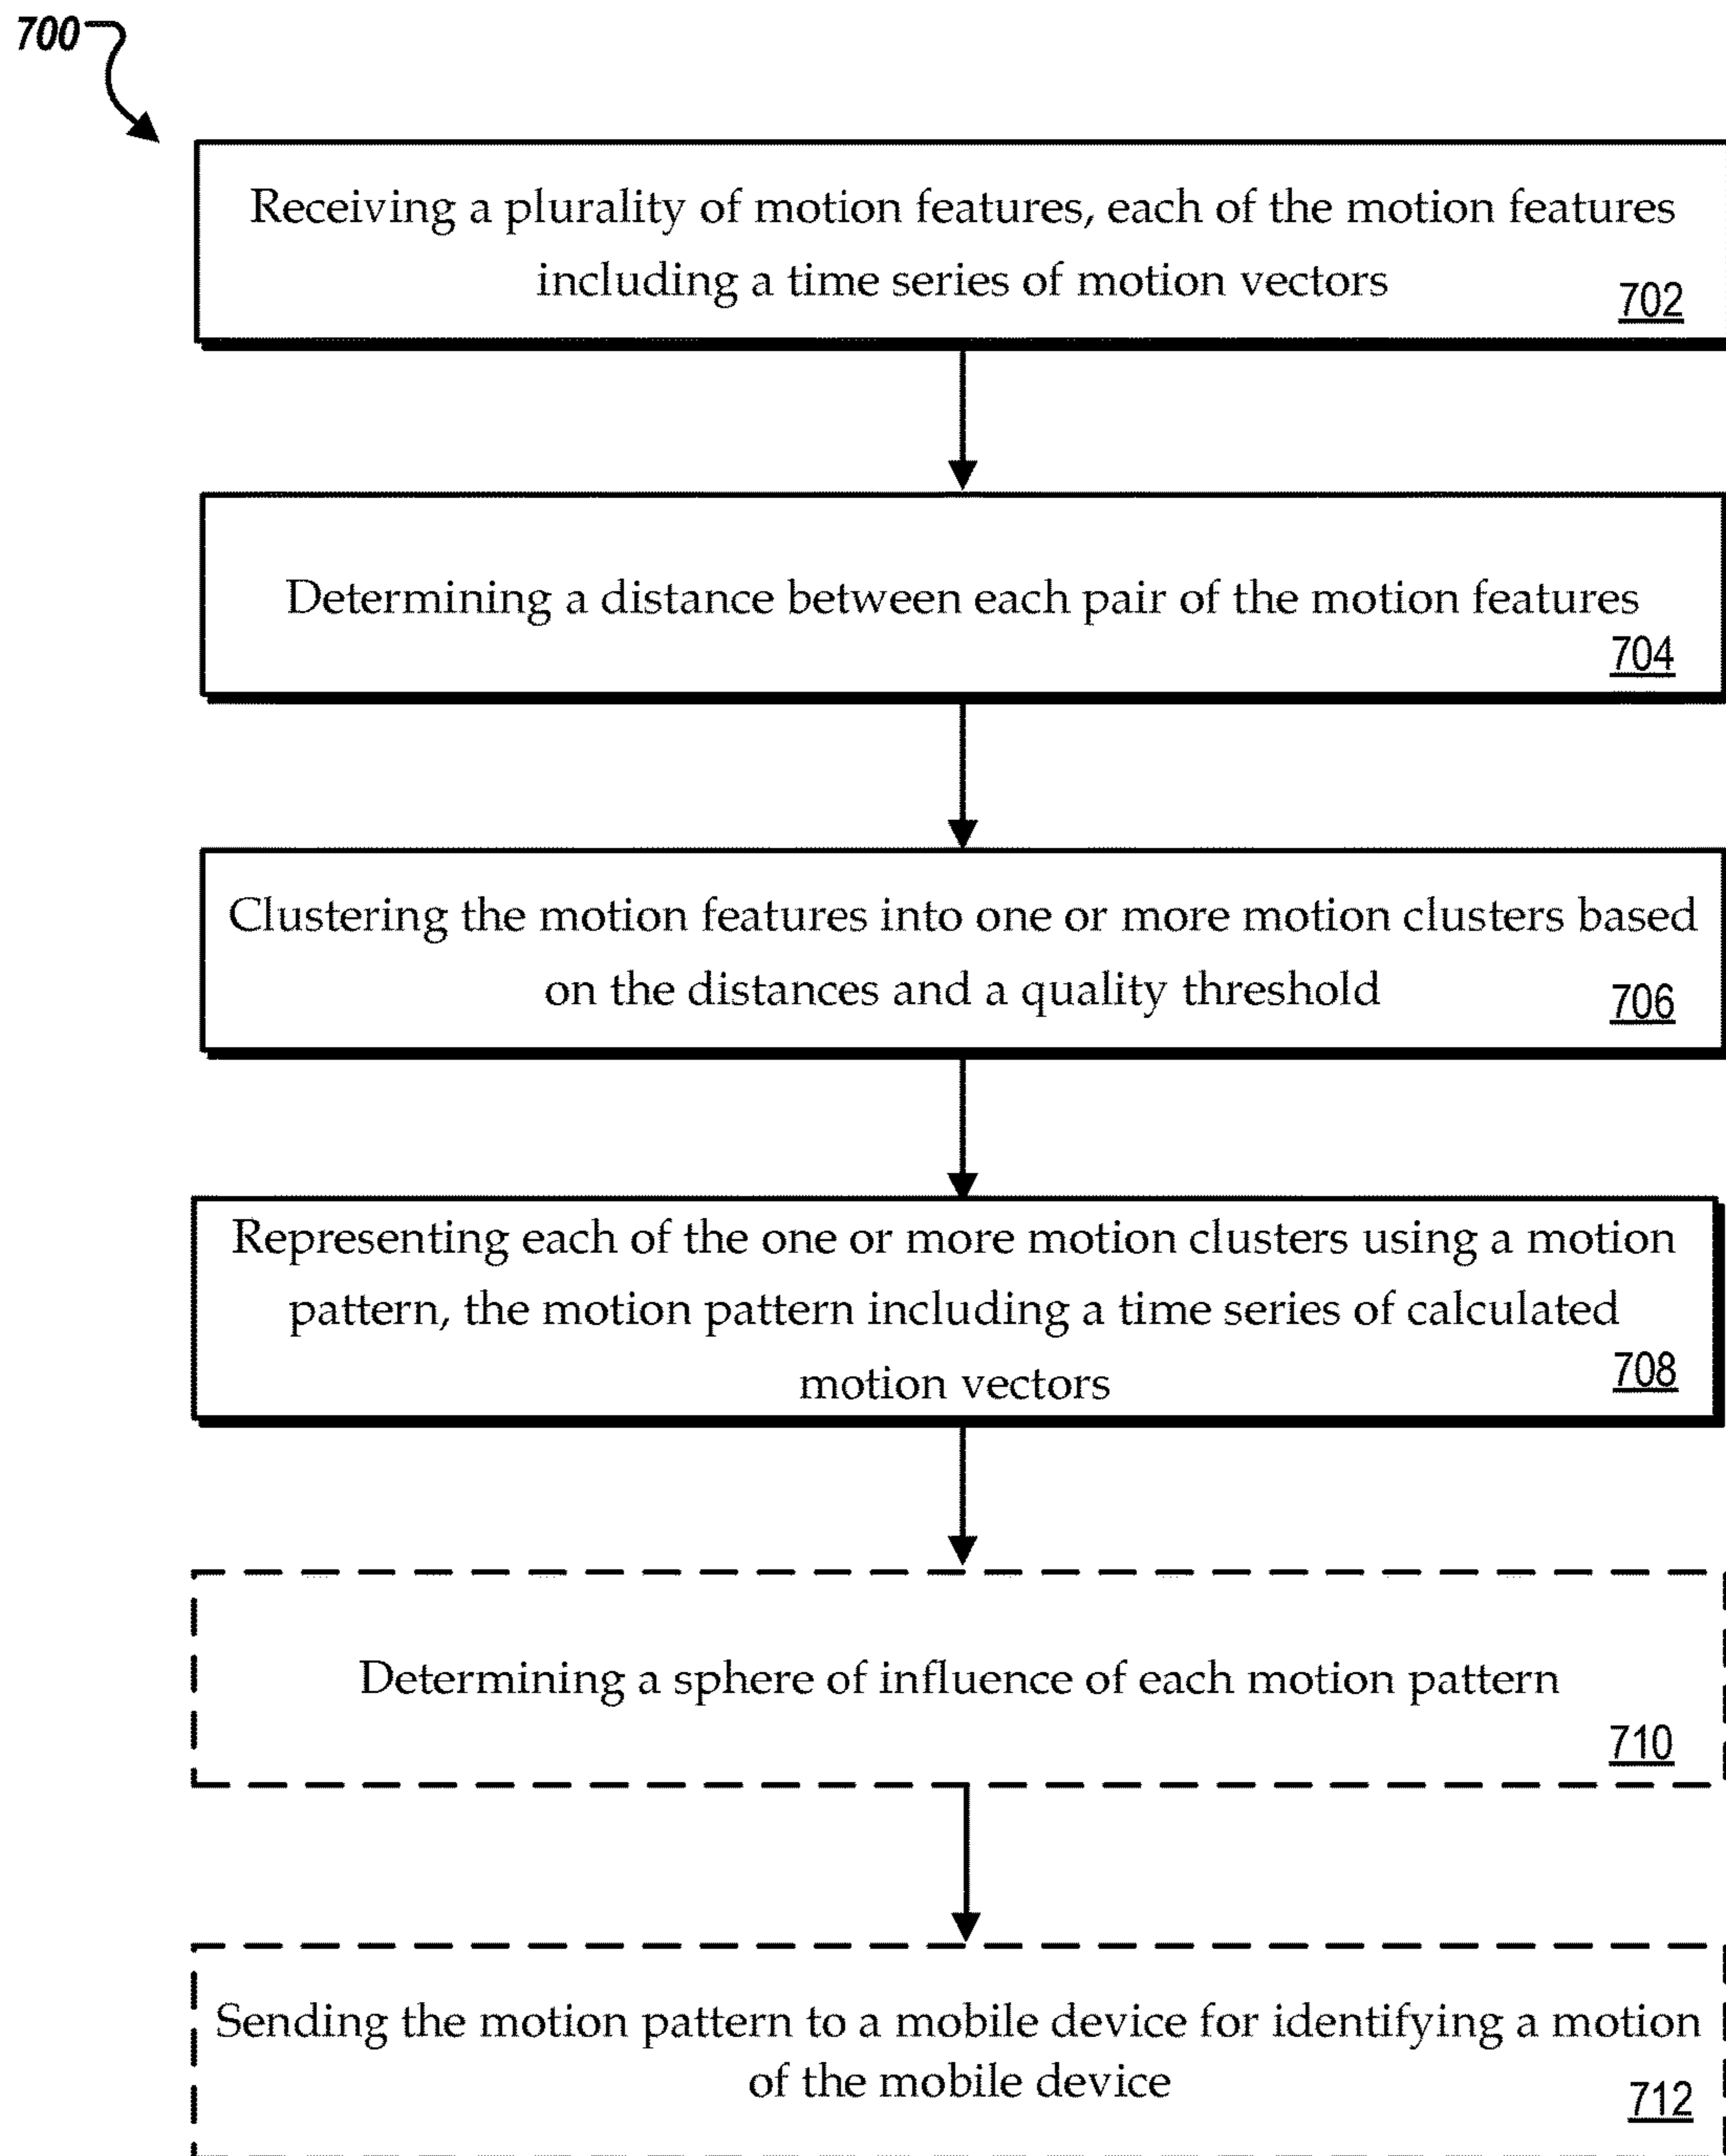 700
Receiving a plurality of motion features, each of the motion features
including a time series of motion vectors
702
Determining a distance between each pair of the motion features
704
Clustering the motion features into one or more motion clusters based
on the distances and a quality threshold
706
Representing each of the one or more motion clusters using a motion
pattern, the motion pattern including a time series of calculated
motion vectors
708
Determining a sphere of influence of each motion pattern
710
Sending the motion pattern to a mobile device for identifying a motion
of the mobile device
712